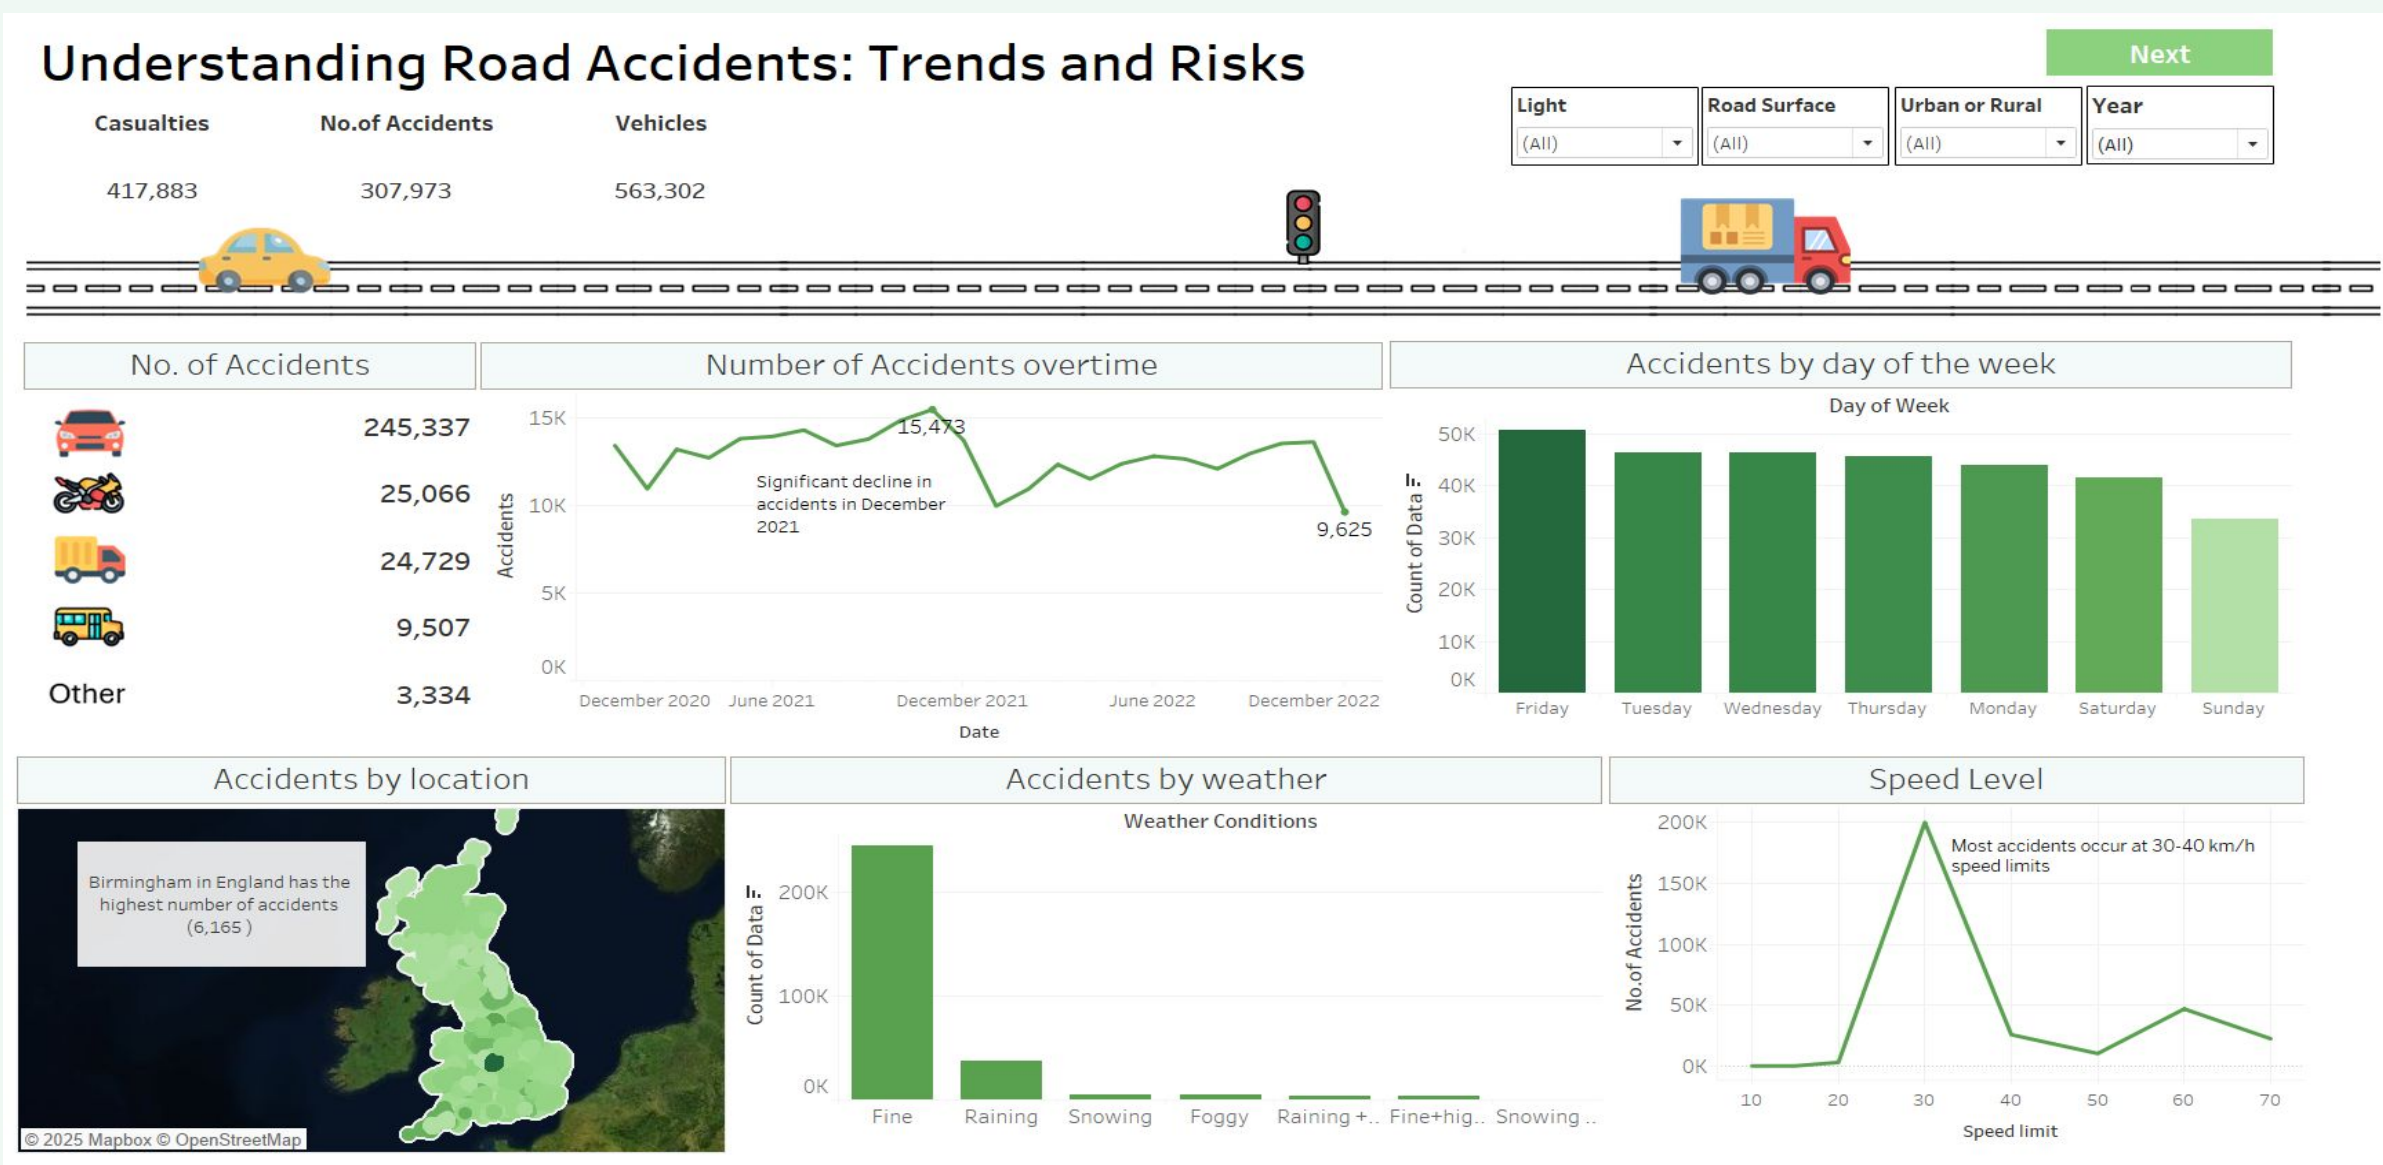 Understanding Road Accidents: Trends and Risks
Next
Casualties
No.of Accidents
Vehicles
417,883
307,973
563,302
Light
(All)
Road Surface
(All)
Urban or Rural
(All)
Year
(All)
No. of Accidents
245,337
25,066
24,729
9,507
Other
3,334
Number of Accidents overtime
Accidents
15K
10K
5K
0K
15,473
Significant decline in
accidents in December
2021
9,625
December 2020
June 2021
December 2021
June 2022
December 2022
Date
Accidents by day of the week
Day of Week
Count of Data
50K
40K
30K
20K
10K
0K
Friday
Tuesday
Wednesday
Thursday
Monday
Saturday
Sunday
Accidents by location
Birmingham in England has the
highest number of accidents
(6,165 )
© 2025 Mapbox © OpenStreetMap
Accidents by weather
Weather Conditions
Count of Data
200K
100K
0K
Fine
Raining
Snowing
Foggy
Raining +..
Fine+hig..
Snowing ..
Speed Level
No.of Accidents
200K
150K
100K
50K
0K
Most accidents occur at 30-40 km/h
speed limits
10
20
30
40
50
60
70
Speed limit